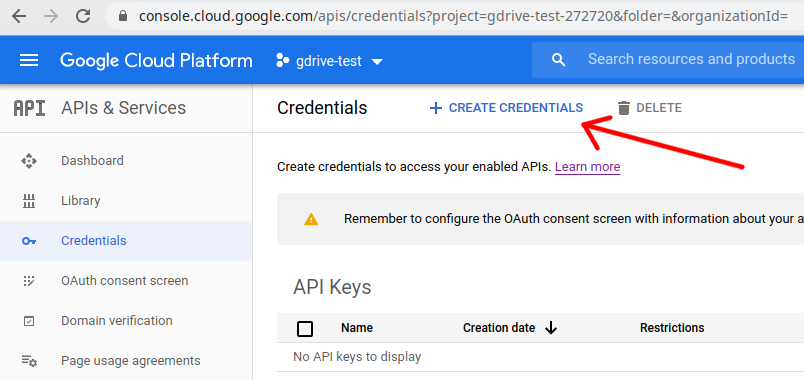 console.cloud.google.com/apis/credentials?project=gdrive-test-272720&folder=&organizationId=
Google Cloud Platform gdrive-test Search resources and products
API APIs & Services Credentials + CREATE CREDENTIALS DELETE
Dashboard
Create credentials to access your enabled APIs. Learn more
Library
Remember to configure the OAuth consent screen with information about your a
Credentials
OAuth consent screen
API Keys
Domain verification
Name Creation date Restrictions
Page usage agreements
No API keys to display